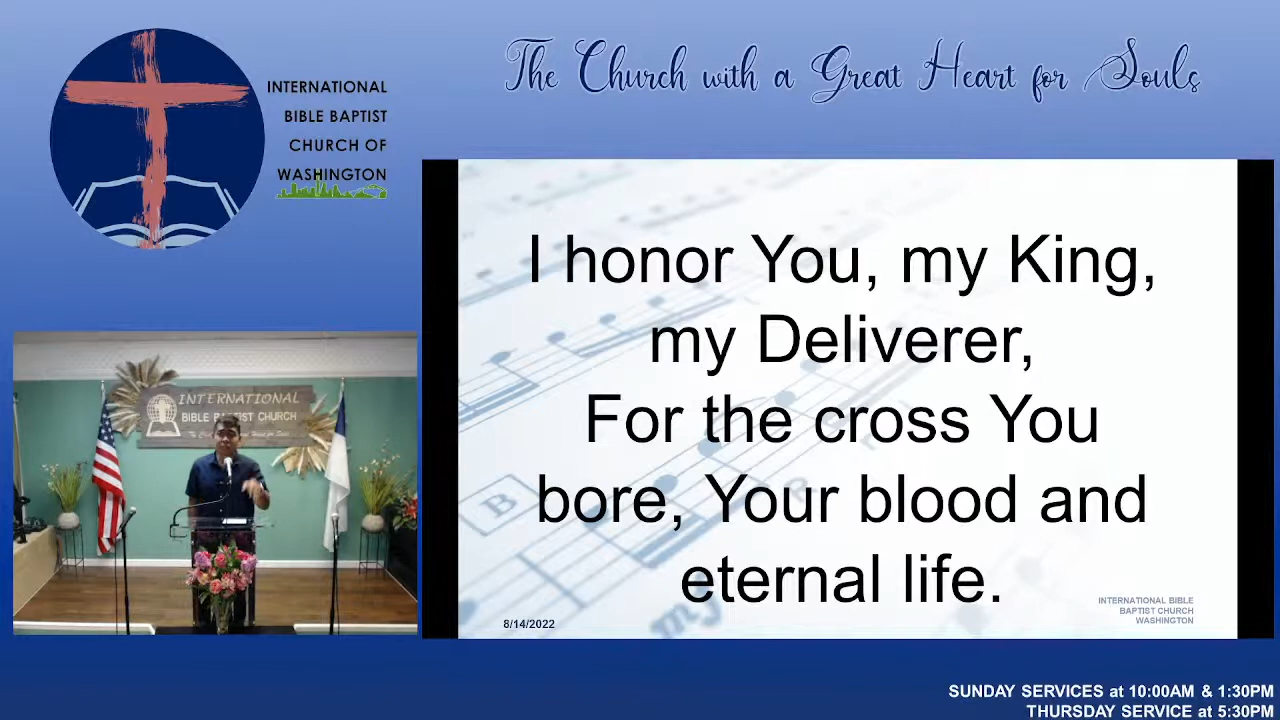 The Church with a Great Heart for Souls
INTERNATIONAL
BIBLE BAPTIST
CHURCH OF
WASHINGTON
I honor You, my King,
my Deliverer,
For the cross You
bore, Your blood and
eternal life.
B
my
INTERNATIONAL BIBLE
BAPTIST CHURCH
WASHINGTON
8/14/2022
INTERNATIONAL
BIBLE BAPTIST CHURCH
SUNDAY SERVICES at 10:00AM & 1:30PM
THURSDAY SERVICE at 5:30PM